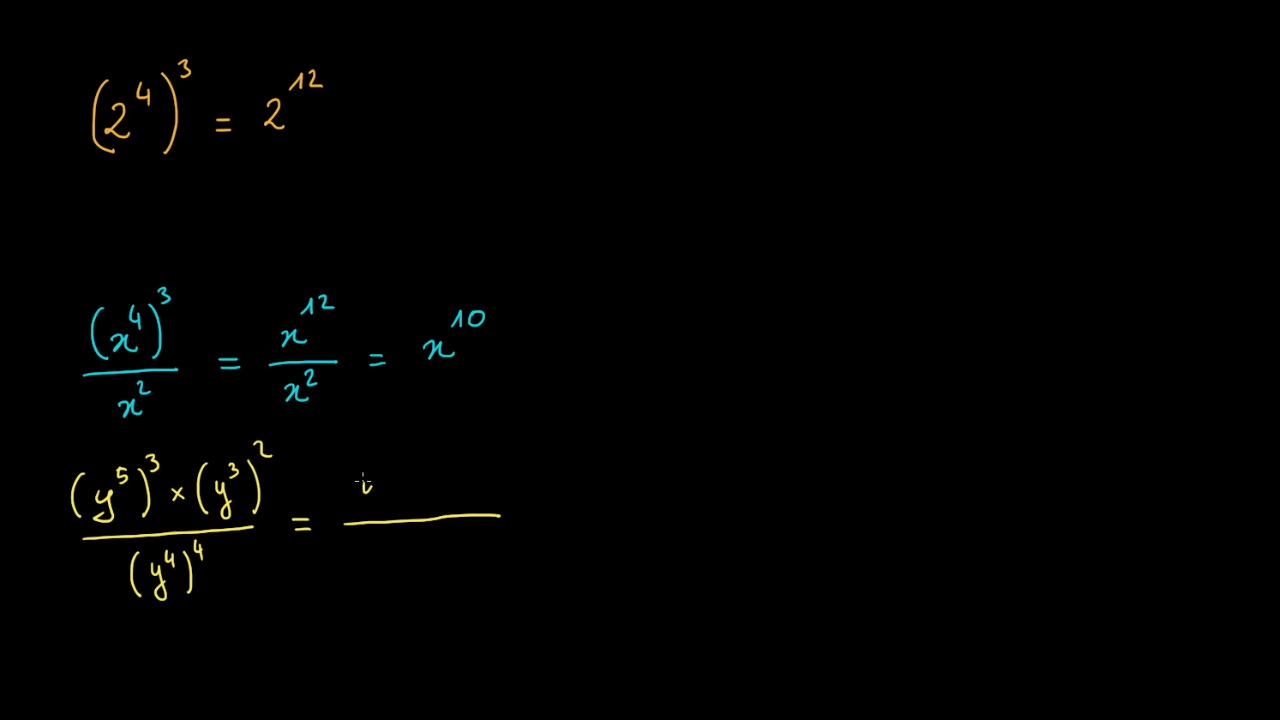 (2⁴)³ = 2¹²
(x⁴)³/x² = x¹²/x² = x¹⁰
(y⁵)³ × (y³)²/(y⁴)⁴ =